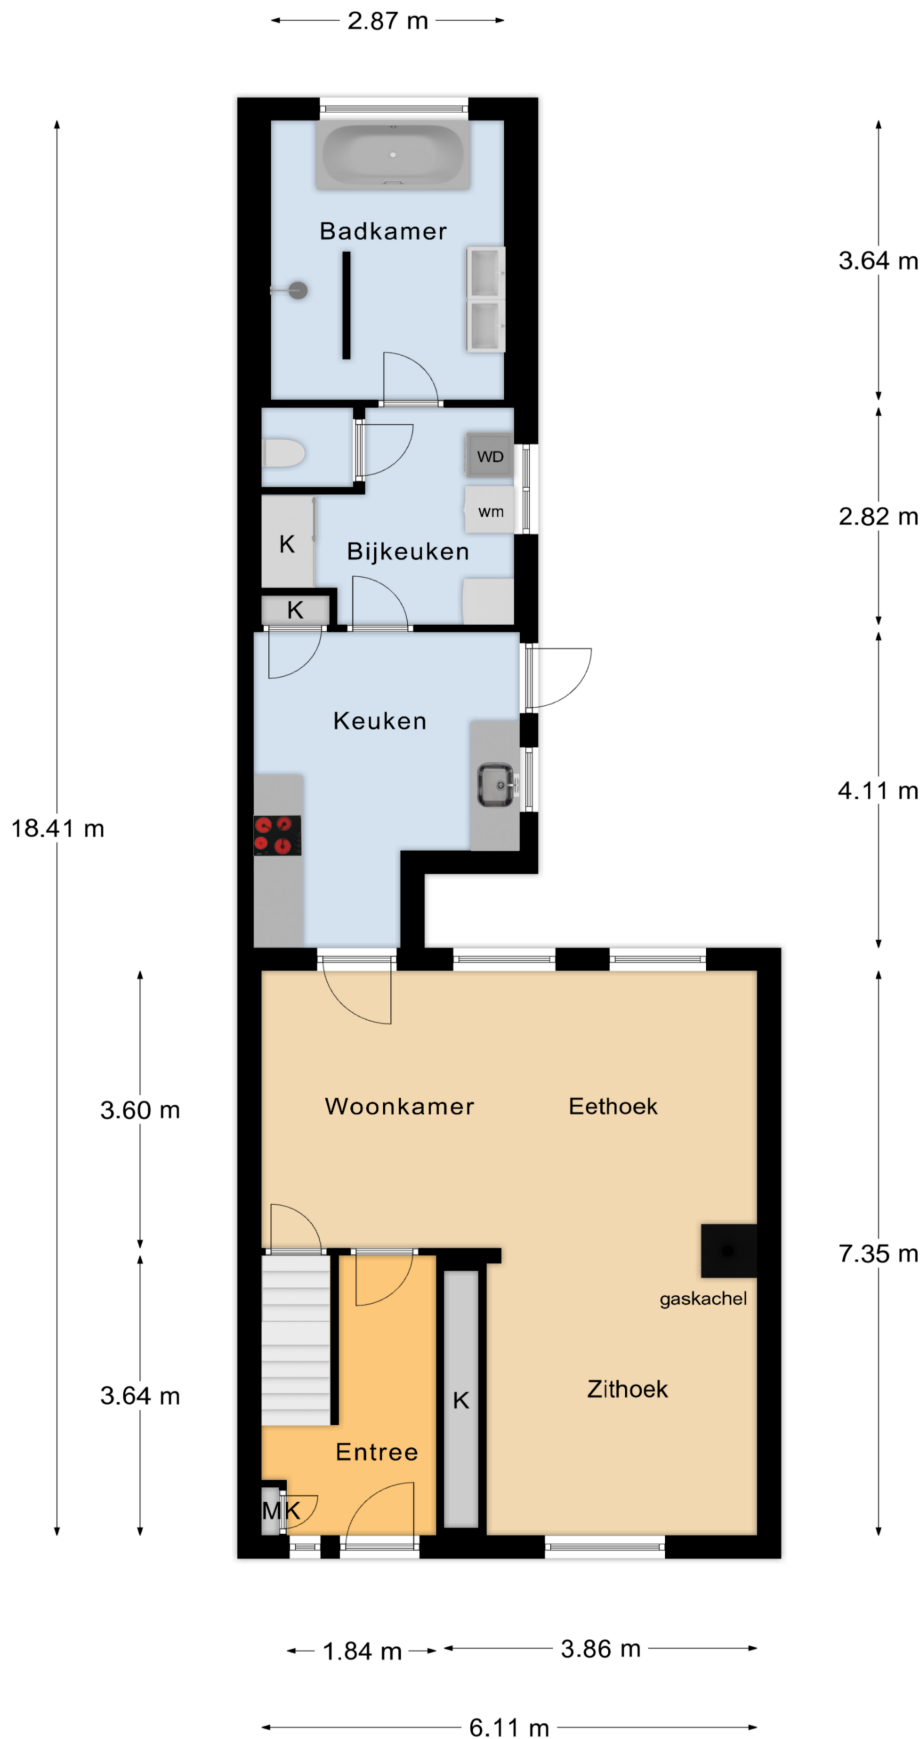 2.87 m
Badkamer
3.64 m
WD
wm
K
Bijkeuken
2.82 m
K
Keuken
4.11 m
18.41 m
Woonkamer
Eethoek
3.60 m
7.35 m
gaskachel
Zithoek
3.64 m
K
Entree
MK
1.84 m
3.86 m
6.11 m